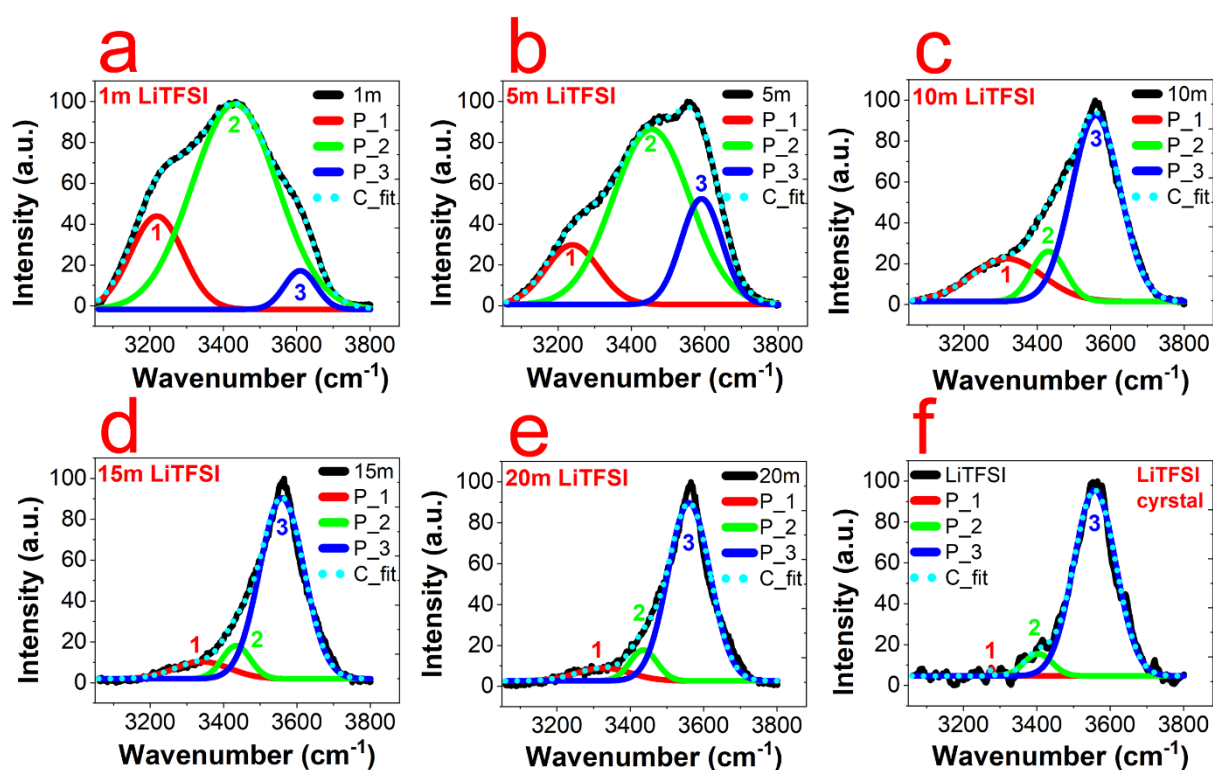 a
1m LiTFSI
1m
P_1
P_2
P_3
C_fit
1
2
3
Intensity (a.u.)
100
80
60
40
20
0
3200 3400 3600 3800
Wavenumber (cm-1)
b
5m LiTFSI
5m
P_1
P_2
P_3
C_fit
1
2
3
Intensity (a.u.)
100
80
60
40
20
0
3200 3400 3600 3800
Wavenumber (cm-1)
c
10m LiTFSI
10m
P_1
P_2
P_3
C_fit
1
2
3
Intensity (a.u.)
100
80
60
40
20
0
3200 3400 3600 3800
Wavenumber (cm-1)
d
15m LiTFSI
15m
P_1
P_2
P_3
C_fit
1
2
3
Intensity (a.u.)
100
80
60
40
20
0
3200 3400 3600 3800
Wavenumber (cm-1)
e
20m LiTFSI
20m
P_1
P_2
P_3
C_fit
1
2
3
Intensity (a.u.)
100
80
60
40
20
0
3200 3400 3600 3800
Wavenumber (cm-1)
f
LiTFSI
P_1
P_2
P_3
C_fit
LiTFSI
cyrstal
1
2
3
Intensity (a.u.)
100
80
60
40
20
0
3200 3400 3600 3800
Wavenumber (cm-1)